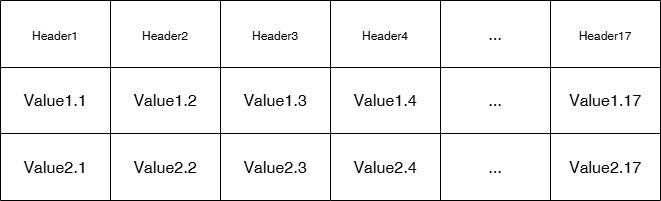 Header1 Header2 Header3 Header4 ... Header17
Value1.1 Value1.2 Value1.3 Value1.4 ... Value1.17
Value2.1 Value2.2 Value2.3 Value2.4 ... Value2.17